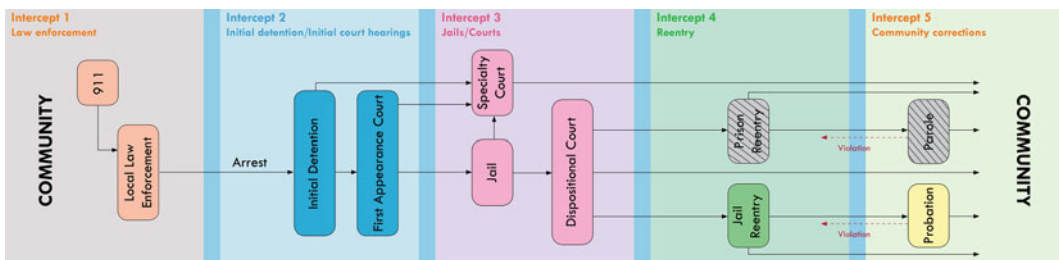 Intercept 1
Law enforcement
Intercept 2
Initial detention/Initial court hearings
Intercept 3
Jails/Courts
Intercept 4
Reentry
Intercept 5
Community corrections
COMMUNITY
911
Local Law
Enforcement
Arrest
Initial Detention
First Appearance Court
Specialty
Court
Jail
Dispositional Court
Prison
Reentry
Jail
Reentry
Violation
Parole
Violation
Probation
COMMUNITY